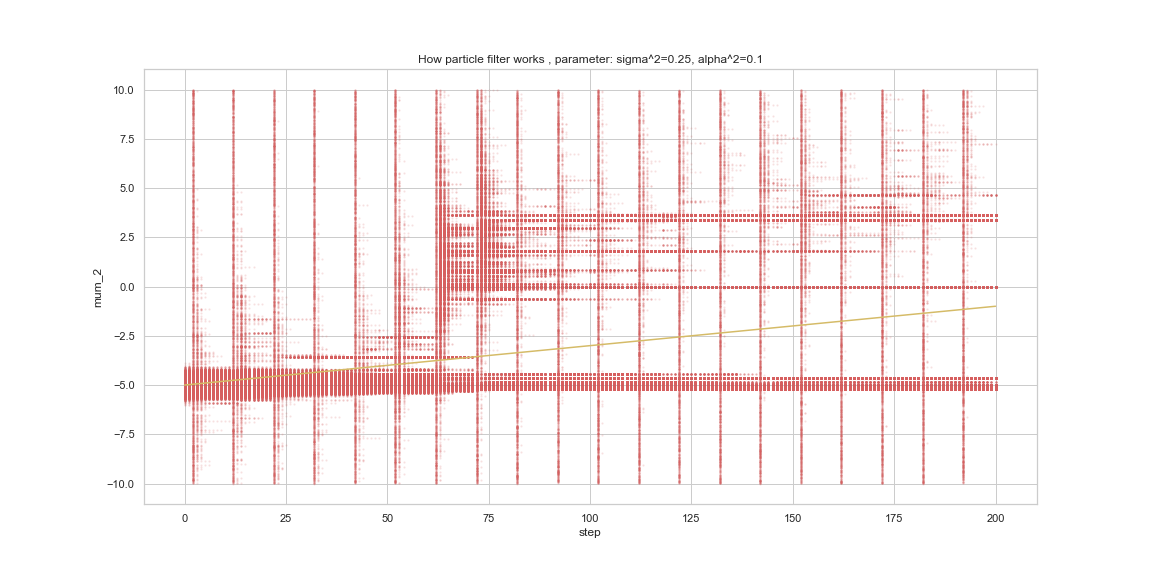 How particle filter works , parameter: sigma^2=0.25, alpha^2=0.1
10.0
7.5
5.0
2.5
0.0
−2.5
−5.0
−7.5
−10.0
mum_2
0 25 50 75 100 125 150 175 200
step